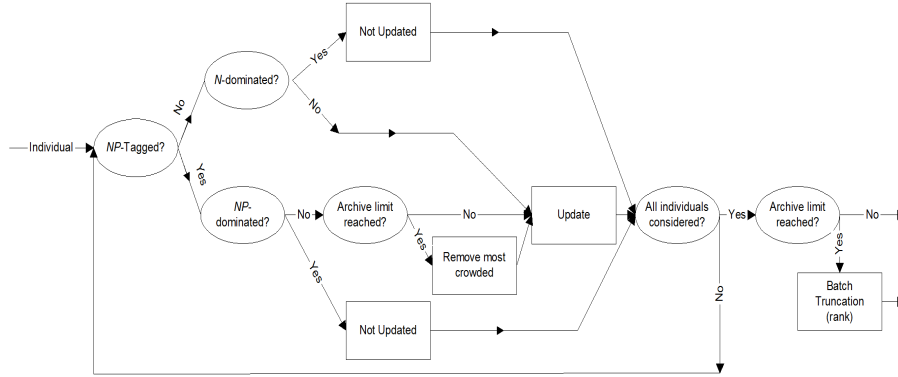 Individual
NP-Tagged?
No
Yes
N-dominated?
Yes
No
Not Updated
NP-
dominated?
No
Yes
Archive limit
reached?
No
Yes
Remove most
crowded
Not Updated
Update
All individuals
considered?
Yes
No
Archive limit
reached?
No
Yes
Batch
Truncation
(rank)